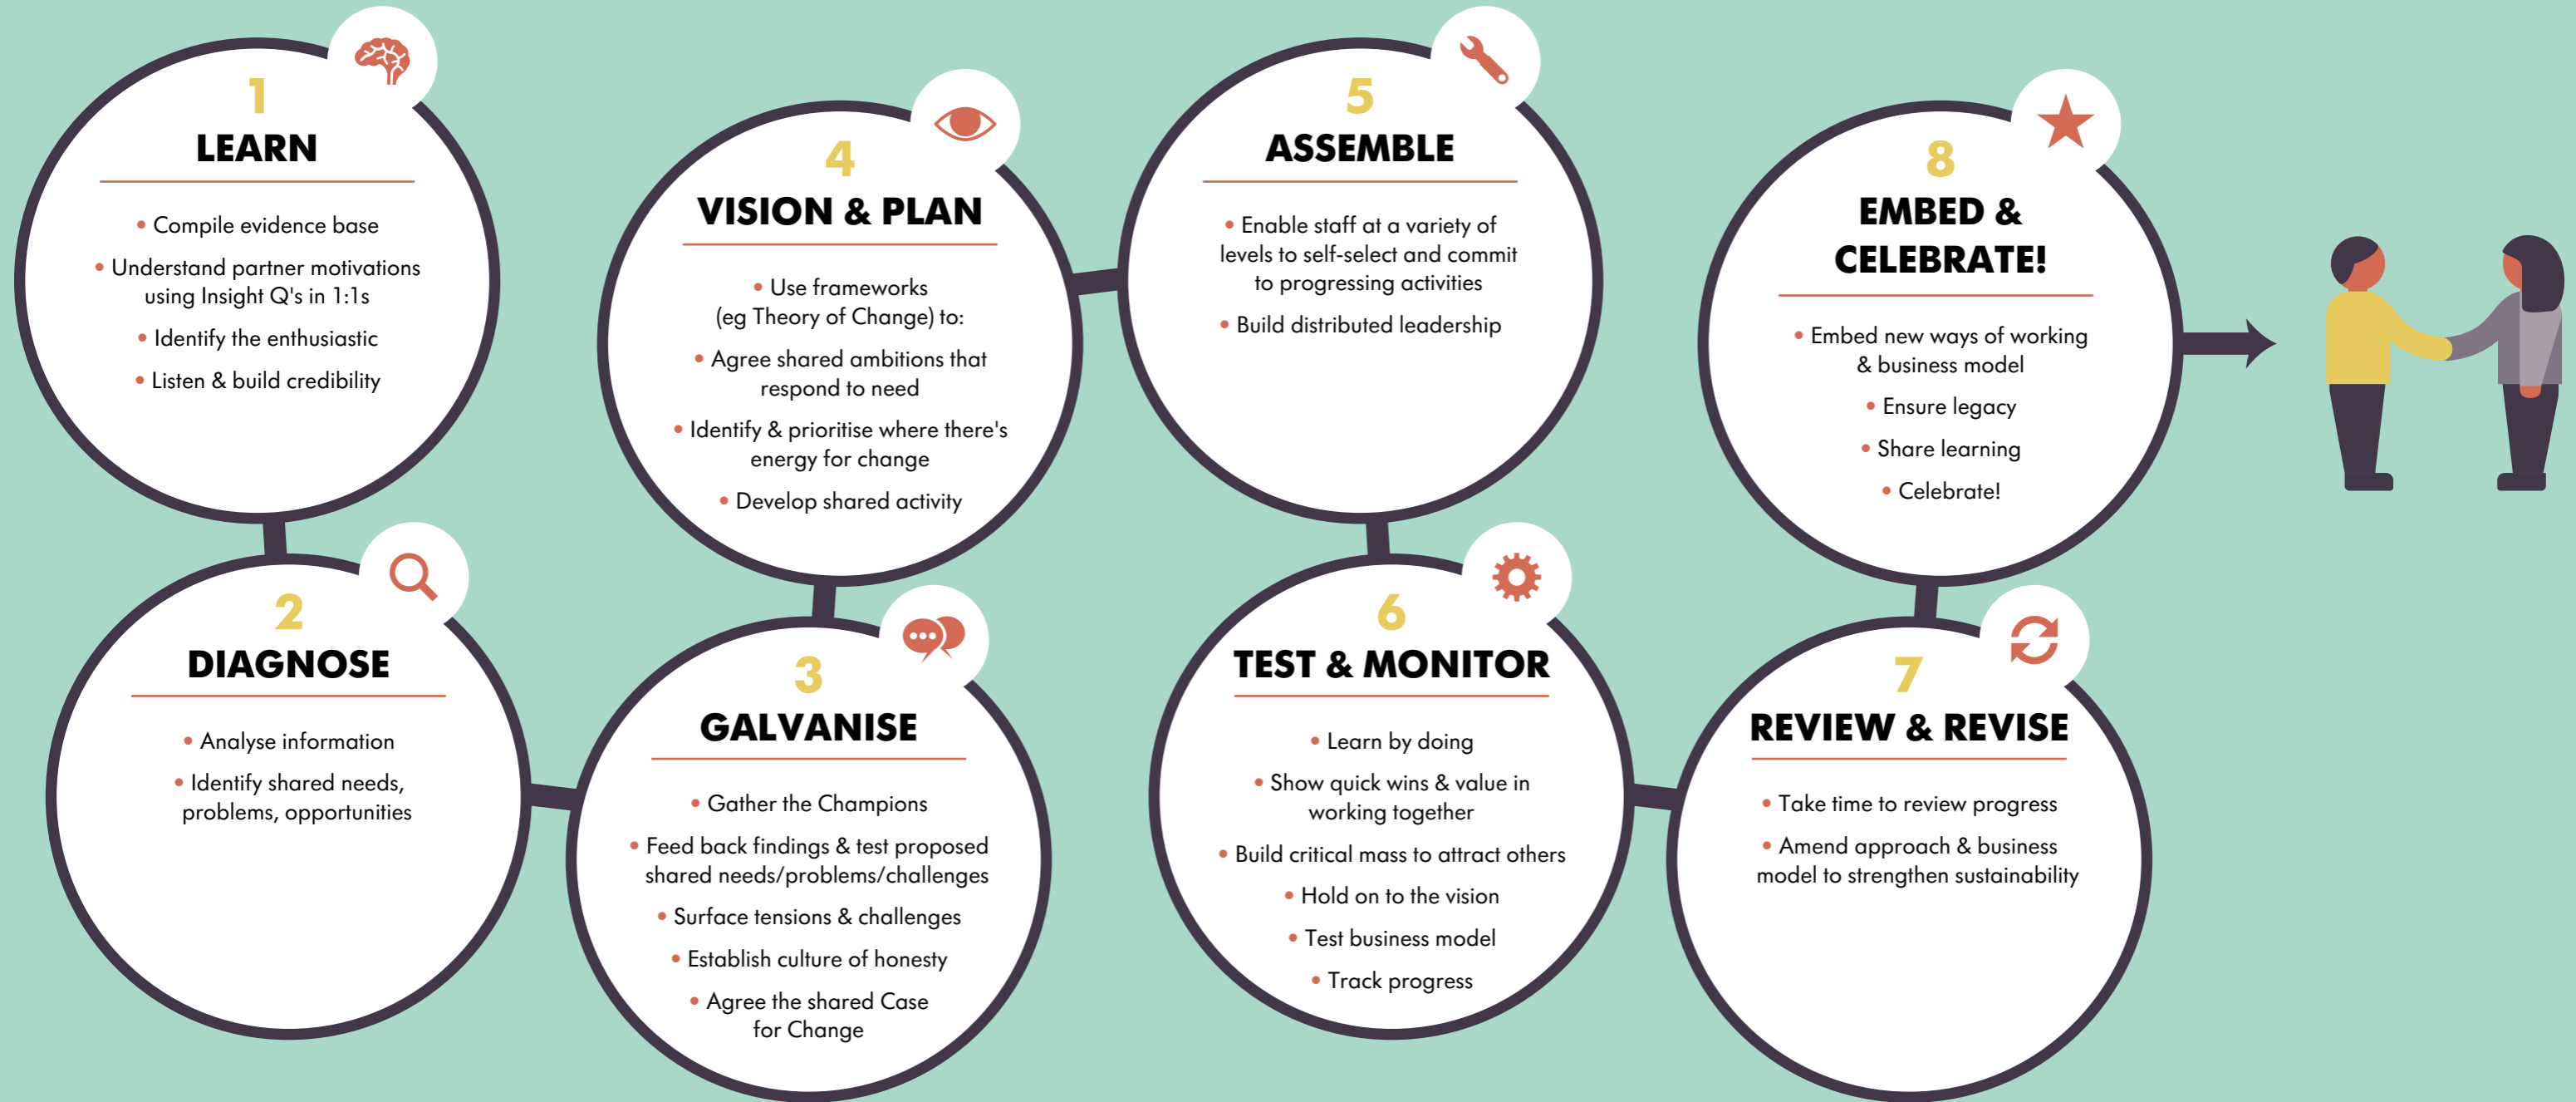 1
LEARN
• Compile evidence base
• Understand partner motivations
using Insight Q's in 1:1s
• Identify the enthusiastic
• Listen & build credibility
2
DIAGNOSE
• Analyse information
• Identify shared needs,
problems, opportunities
3
GALVANISE
• Gather the Champions
• Feed back findings & test proposed
shared needs/problems/challenges
• Surface tensions & challenges
• Establish culture of honesty
• Agree the shared Case
for Change
4
VISION & PLAN
• Use frameworks
(eg Theory of Change) to:
• Agree shared ambitions that
respond to need
• Identify & prioritise where there's
energy for change
• Develop shared activity
5
ASSEMBLE
• Enable staff at a variety of
levels to self-select and commit
to progressing activities
• Build distributed leadership
6
TEST & MONITOR
• Learn by doing
• Show quick wins & value in
working together
• Build critical mass to attract others
• Hold on to the vision
• Test business model
• Track progress
7
REVIEW & REVISE
• Take time to review progress
• Amend approach & business
model to strengthen sustainability
8
EMBED &
CELEBRATE!
• Embed new ways of working
& business model
• Ensure legacy
• Share learning
• Celebrate!